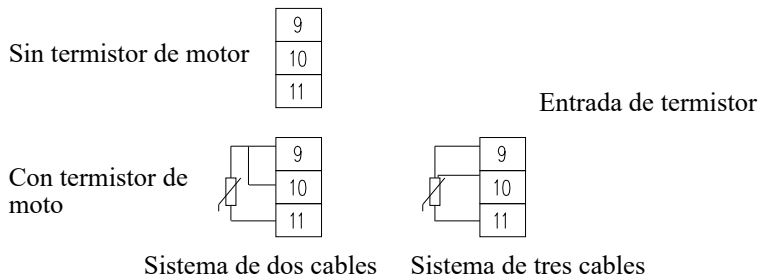 Sin termistor de motor
9
10
11
Entrada de termistor
Con termistor de
moto
9
10
11
9
10
11
Sistema de dos cables
Sistema de tres cables